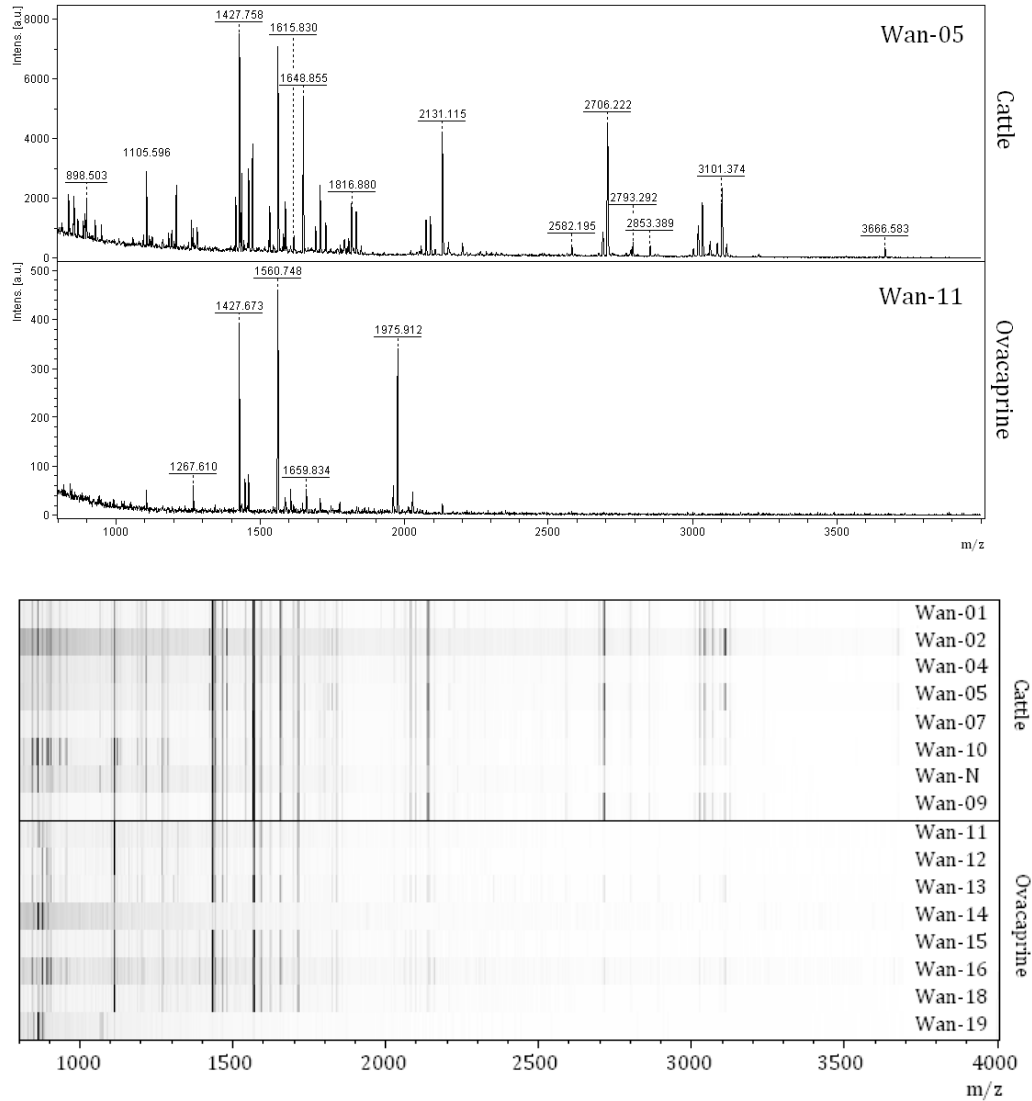 Intens. [a.u.]
Wan-05
8000
6000
4000
2000
0
898.503
1105.596
1427.758
1615.830
1648.855
1816.880
2131.115
2582.195
2706.222
2793.292
2853.389
3101.374
3666.583
Cattle
Intens. [a.u.]
Wan-11
500
400
300
200
100
0
1267.610
1427.673
1560.748
1659.834
1975.912
Ovacaprine
1000 1500 2000 2500 3000 3500
m/z
Wan-01
Wan-02
Wan-04
Wan-05
Wan-07
Wan-10
Wan-N
Wan-09
Cattle
Wan-11
Wan-12
Wan-13
Wan-14
Wan-15
Wan-16
Wan-18
Wan-19
Ovacaprine
1000 1500 2000 2500 3000 3500 4000
m/z